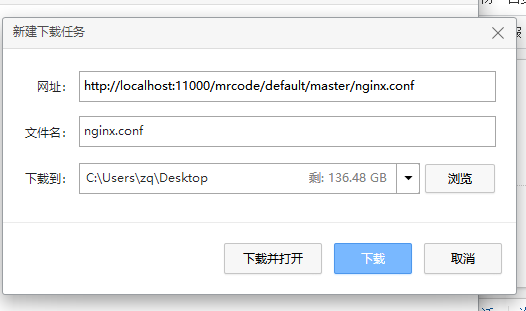 新建下载任务
网址： http://localhost:11000/mrcode/default/master/nginx.conf
文件名： nginx.conf
下载到： C:\Users\zq\Desktop 剩: 136.48 GB 浏览
下载并打开 下载 取消